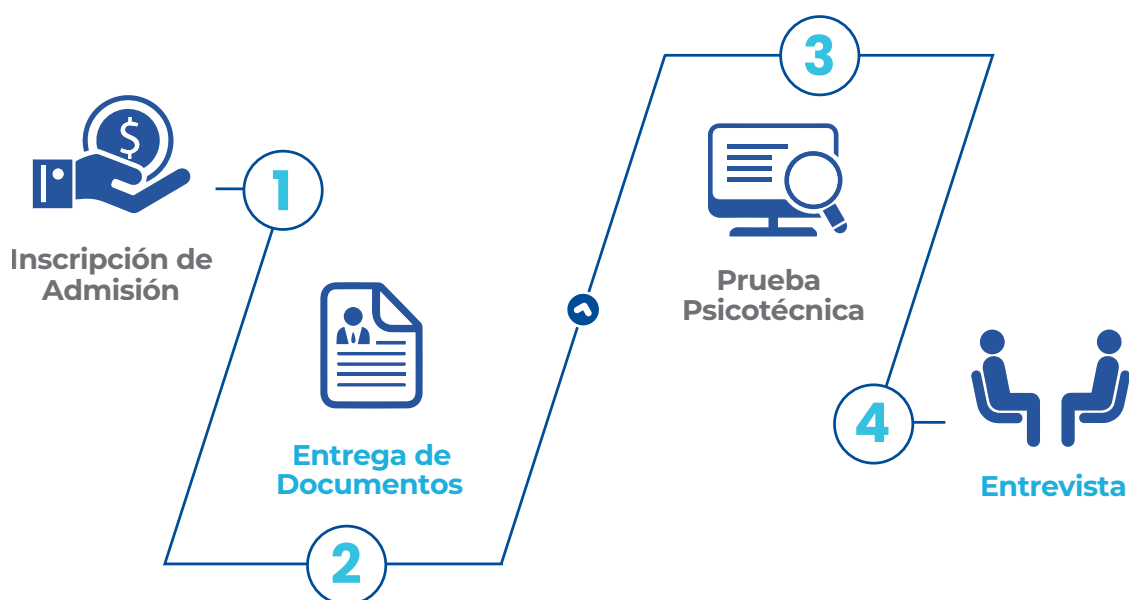 $
1
Inscripción de
Admisión
Entrega de
Documentos
2
3
Prueba
Psicotécnica
4
Entrevista